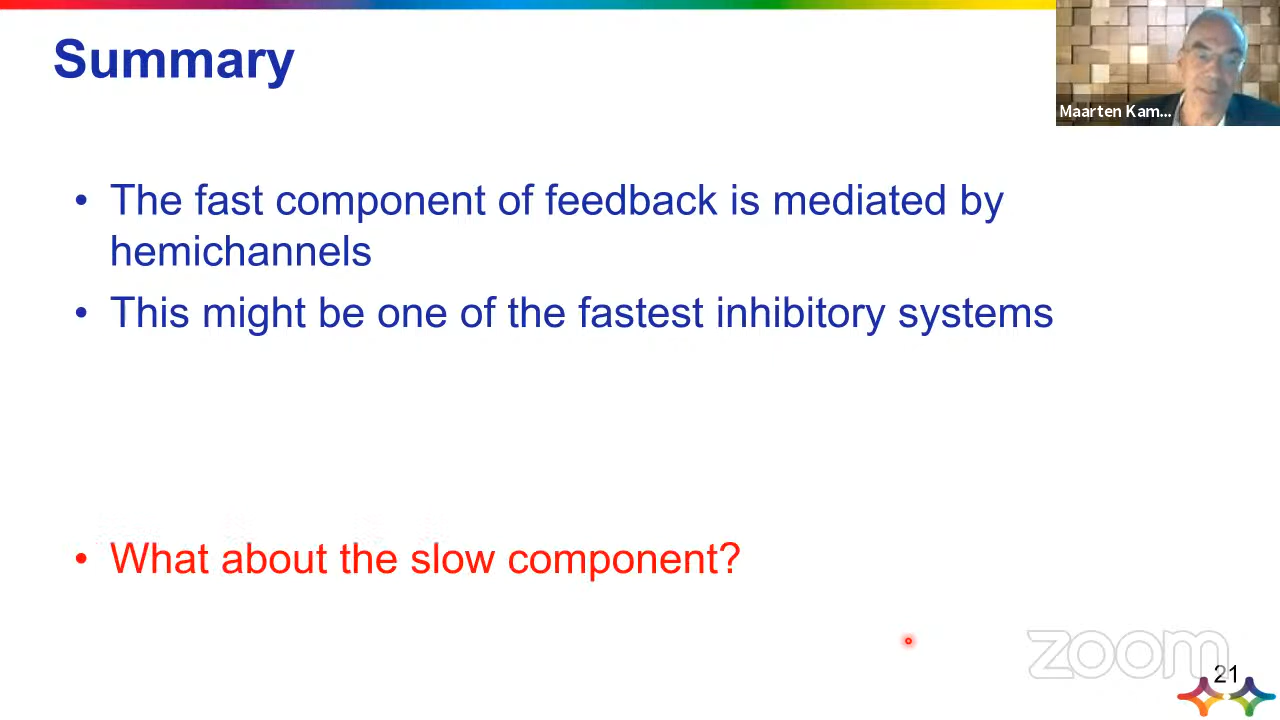 Summary
Maarten Kam...
• The fast component of feedback is mediated by
hemichannels
• This might be one of the fastest inhibitory systems
• What about the slow component?
zoom
21